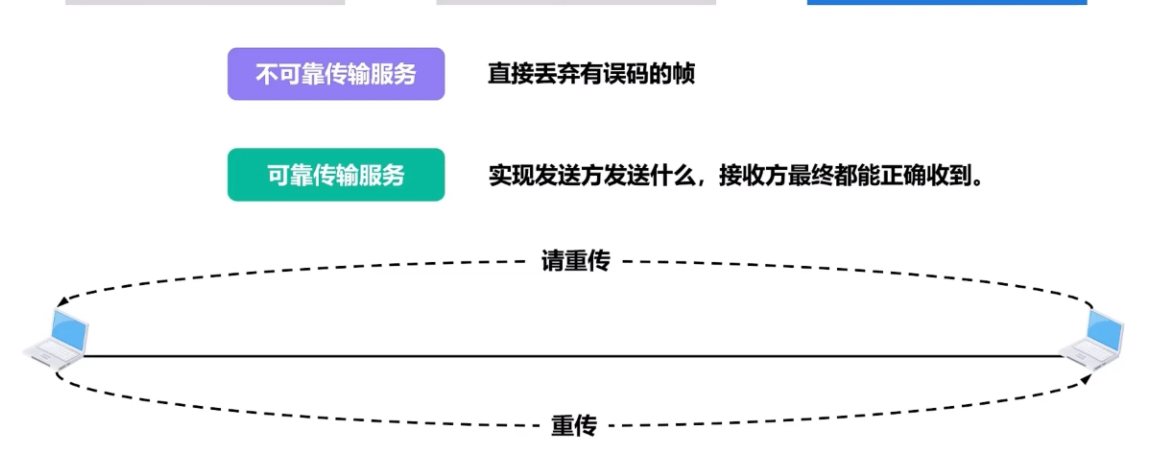 不可靠传输服务 直接丢弃有误码的帧
可靠传输服务 实现发送方发送什么，接收方最终都能正确收到。
请重传
重传